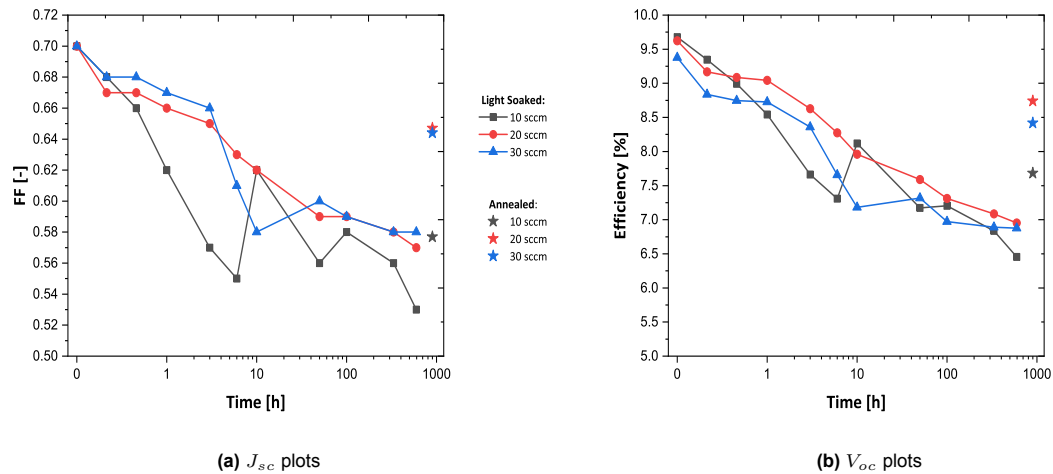 0.72
0.70
0.68
0.66
0.64
0.62
0.60
0.58
0.56
0.54
0.52
0.50
FF [-]
0
1
10
100
1000
Time [h]
Light Soaked:
10 sccm
20 sccm
30 sccm
Annealed:
10 sccm
20 sccm
30 sccm
10.0
9.5
9.0
8.5
8.0
7.5
7.0
6.5
6.0
5.5
5.0
Efficiency [%]
0
1
10
100
1000
Time [h]
(a) J_sc plots
(b) V_oc plots